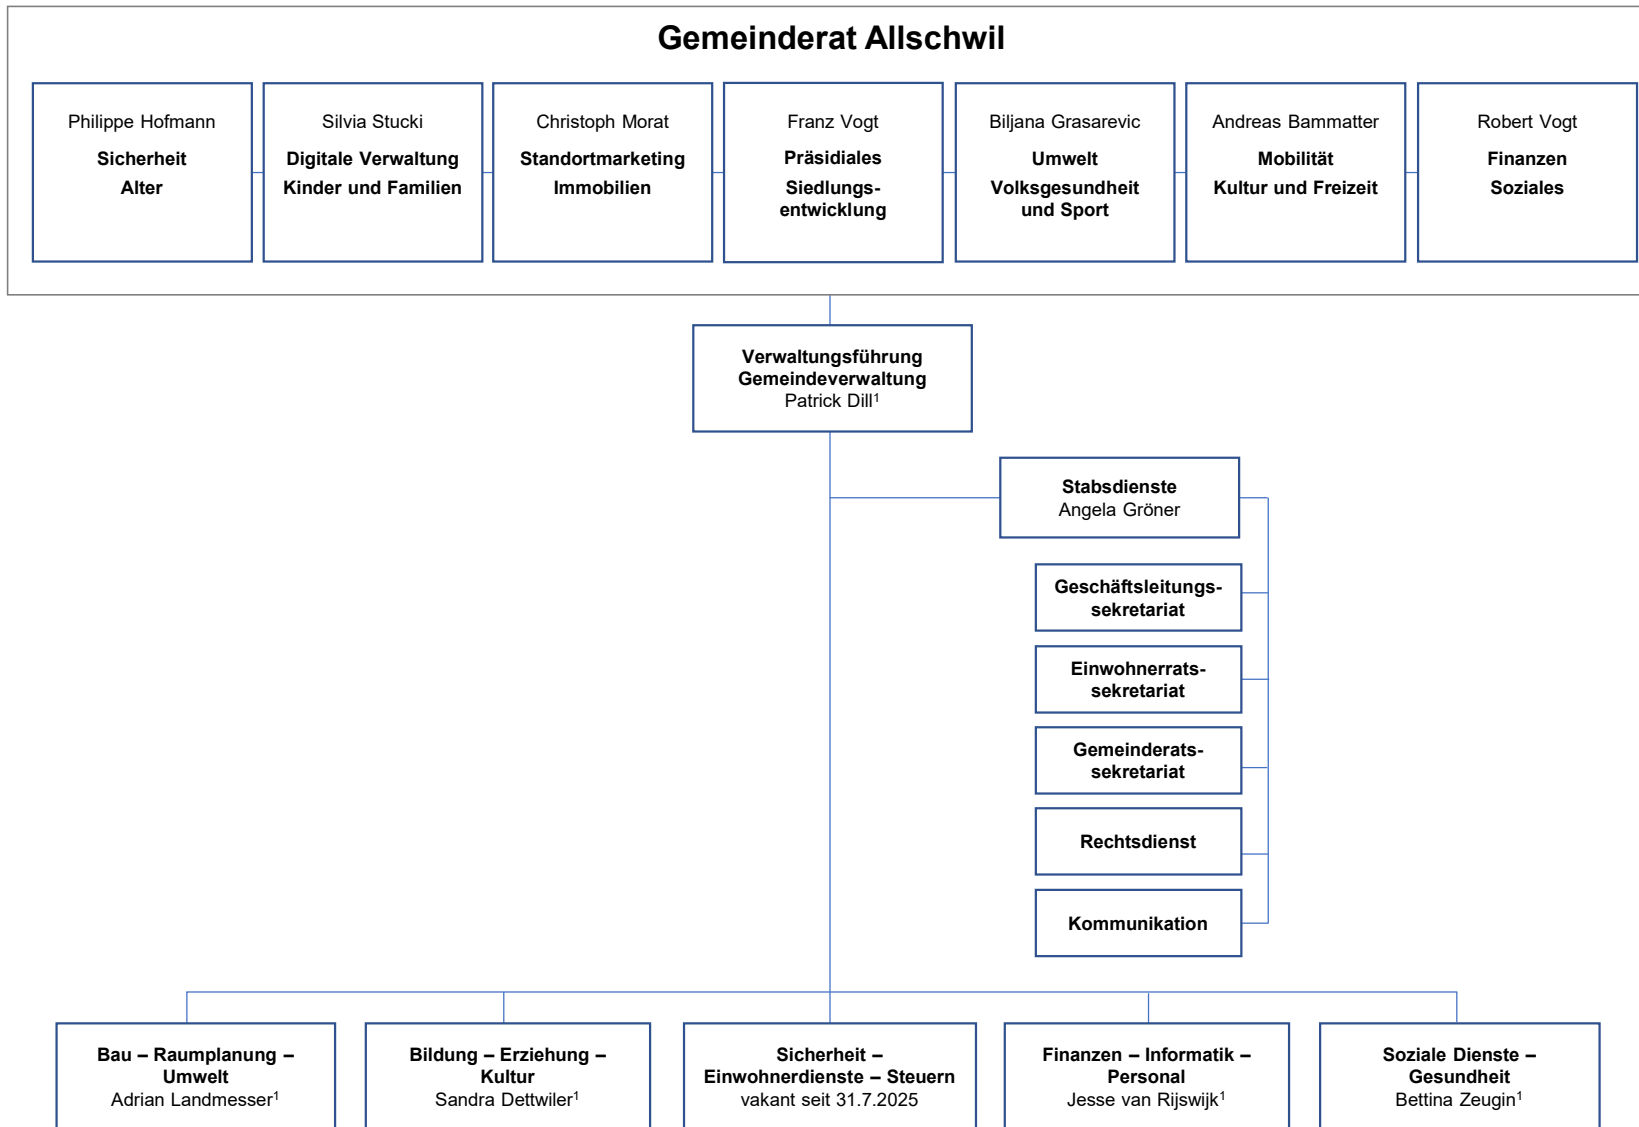 Gemeinderat Allschwil
Philippe Hofmann
Sicherheit
Alter
Silvia Stucki
Digitale Verwaltung
Kinder und Familien
Christoph Morat
Standortmarketing
Immobilien
Franz Vogt
Präsidiales
Siedlungs-
entwicklung
Biljana Grasarevic
Umwelt
Volksgesundheit
und Sport
Andreas Bammatter
Mobilität
Kultur und Freizeit
Robert Vogt
Finanzen
Soziales
Verwaltungsführung
Gemeindeverwaltung
Patrick Dill¹
Stabsdienste
Angela Gröner
Geschäftsleitungs-
sekretariat
Einwohnerrats-
sekretariat
Gemeinderats-
sekretariat
Rechtsdienst
Kommunikation
Bau – Raumplanung –
Umwelt
Adrian Landmesser¹
Bildung – Erziehung –
Kultur
Sandra Dettwiler¹
Sicherheit –
Einwohnerdienste – Steuern
vakant seit 31.7.2025
Finanzen – Informatik –
Personal
Jesse van Rijswijk¹
Soziale Dienste –
Gesundheit
Bettina Zeugin¹